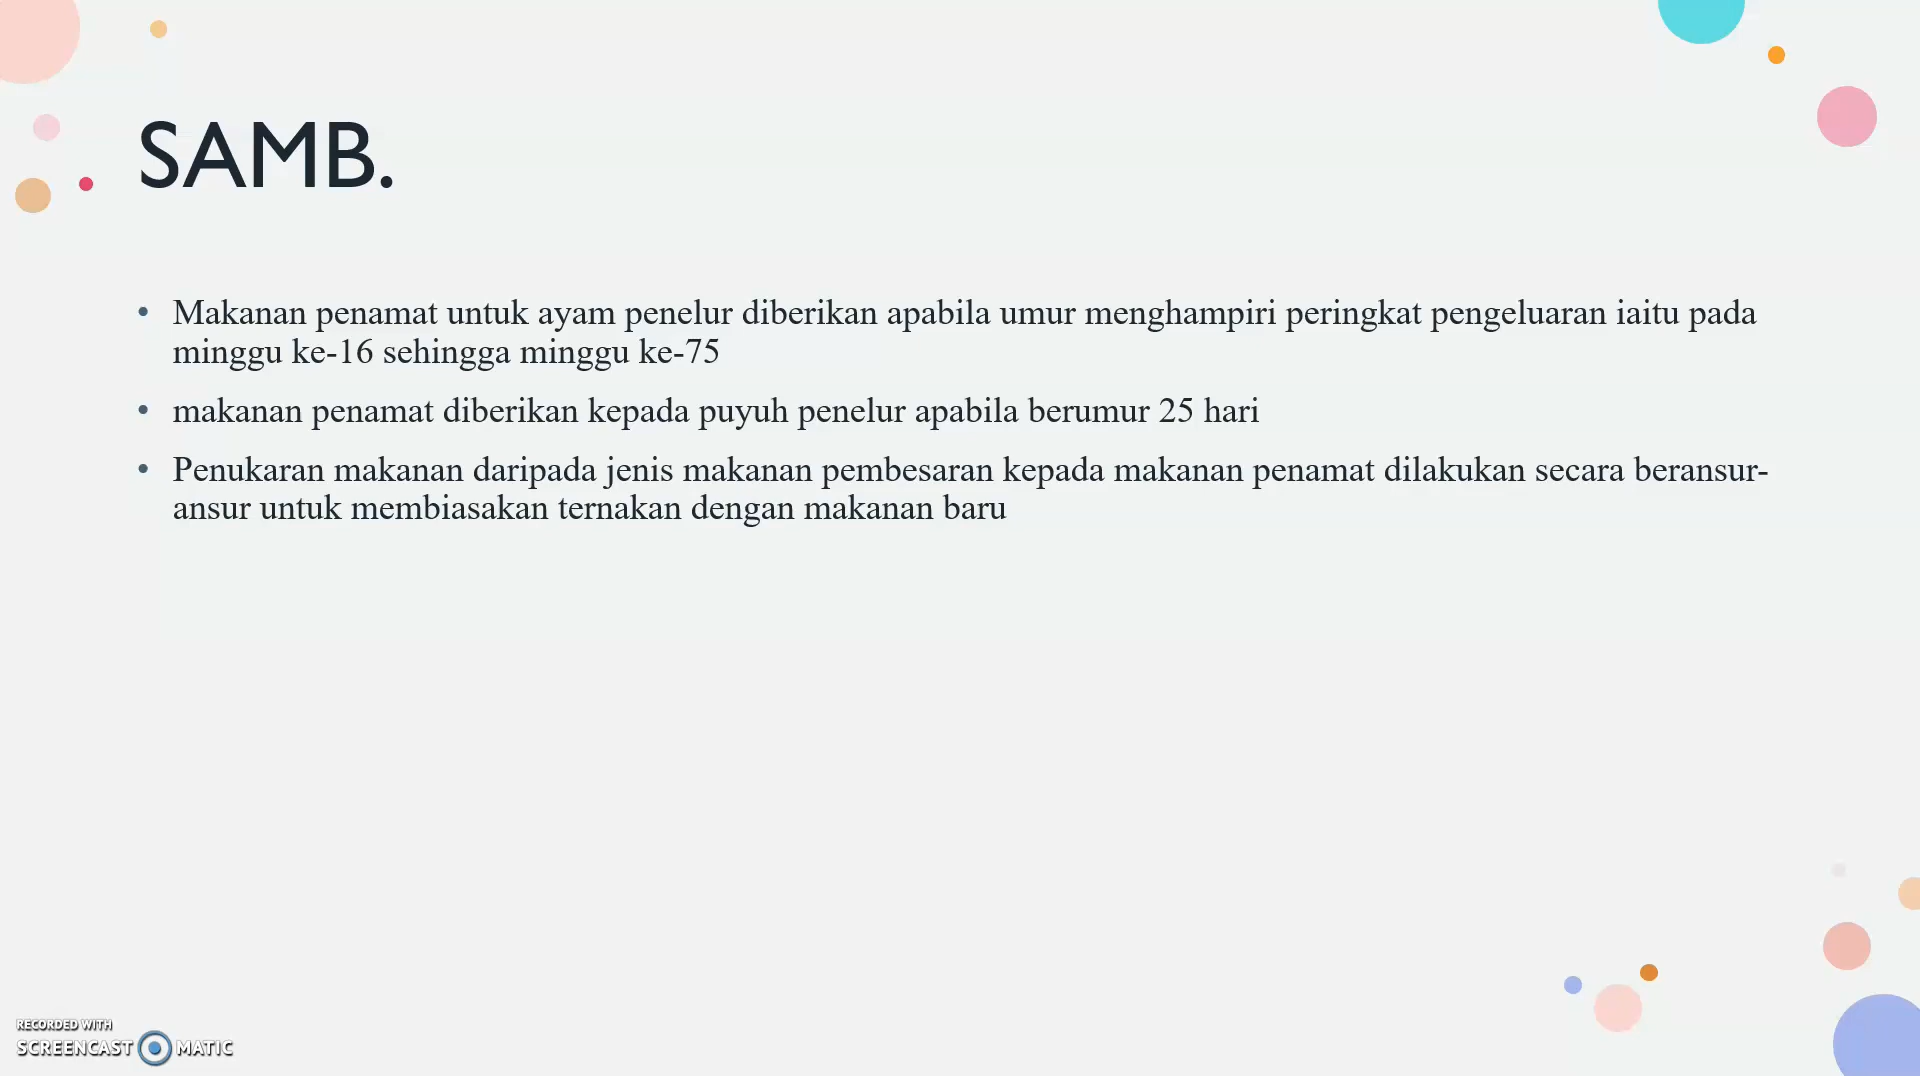 SAMB.
• Makanan penamat untuk ayam penelur diberikan apabila umur menghampiri peringkat pengeluaran iaitu pada
minggu ke-16 sehingga minggu ke-75
• makanan penamat diberikan kepada puyuh penelur apabila berumur 25 hari
• Penukaran makanan daripada jenis makanan pembesaran kepada makanan penamat dilakukan secara beransur-
ansur untuk membiasakan ternakan dengan makanan baru
RECORDED WITH
SCREENCAST MATIC